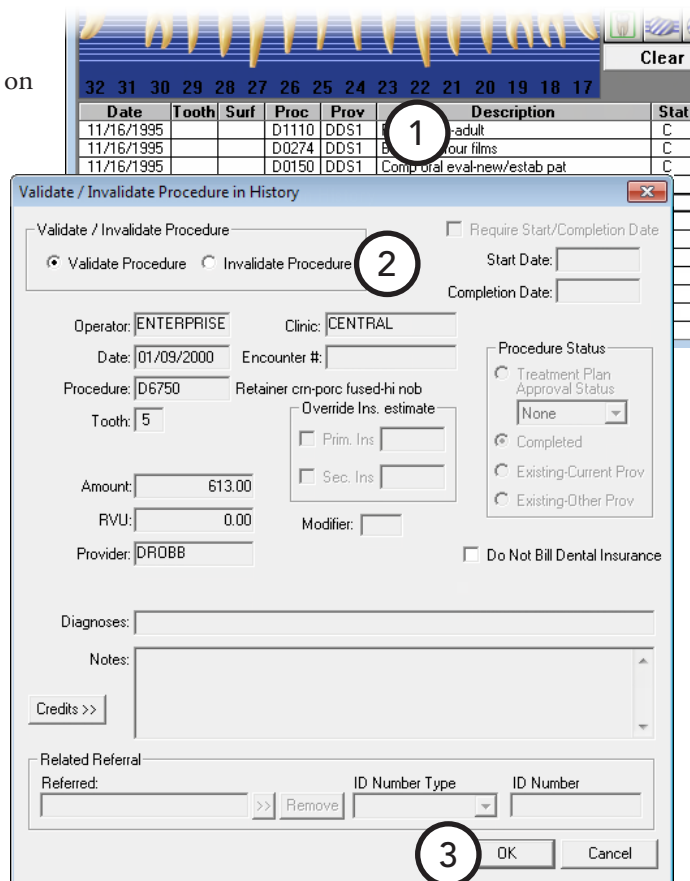 on
Clear
32 31 30 29 28 27 26 25 24 23 22 21 20 19 18 17
Date Tooth Surf Proc Prov Description Stat
11/16/1995 D1110 DDS1 -adult C
11/16/1995 D0274 DDS1 four films C
11/16/1995 D0150 DDS1 Comp oral eval-new/estab pat C
1
Validate / Invalidate Procedure in History
Validate / Invalidate Procedure
Validate Procedure Invalidate Procedure
2
Require Start/Completion Date
Start Date:
Completion Date:
Operator: ENTERPRISE Clinic: CENTRAL
Date: 01/09/2000 Encounter #:
Procedure: D6750 Retainer crn-porc fused-hi nob
Tooth: 5
Override Ins. estimate
Prim. Ins
Sec. Ins
Procedure Status
Treatment Plan
Approval Status
None
Completed
Existing-Current Prov
Existing-Other Prov
Amount: 613.00
RVU: 0.00 Modifier:
Provider: DROBB
Do Not Bill Dental Insurance
Diagnoses:
Notes:
Credits >>
Related Referral
Referred: ID Number Type ID Number
>> Remove
3
OK Cancel